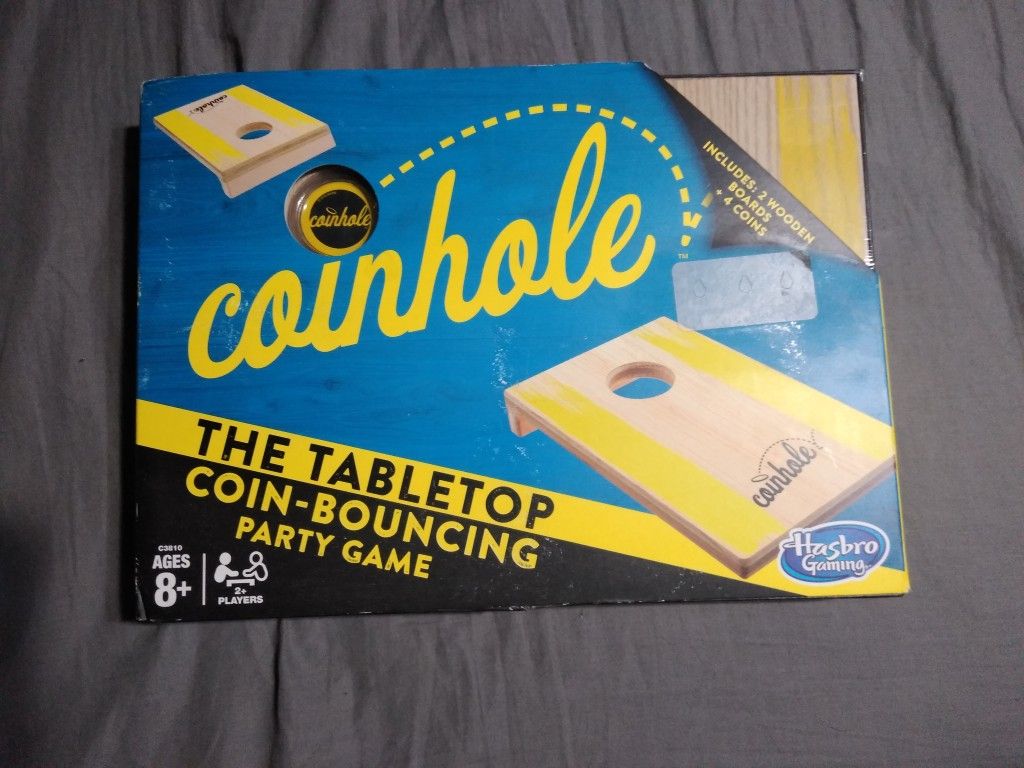 coinhole
coinhole
INCLUDES: 2 WOODEN
BOARDS
+ 4 COINS
coinhole
TM
THE TABLETOP
COIN-BOUNCING
PARTY GAME
coinhole
C3810
AGES
8+
2+
PLAYERS
Hasbro
Gaming